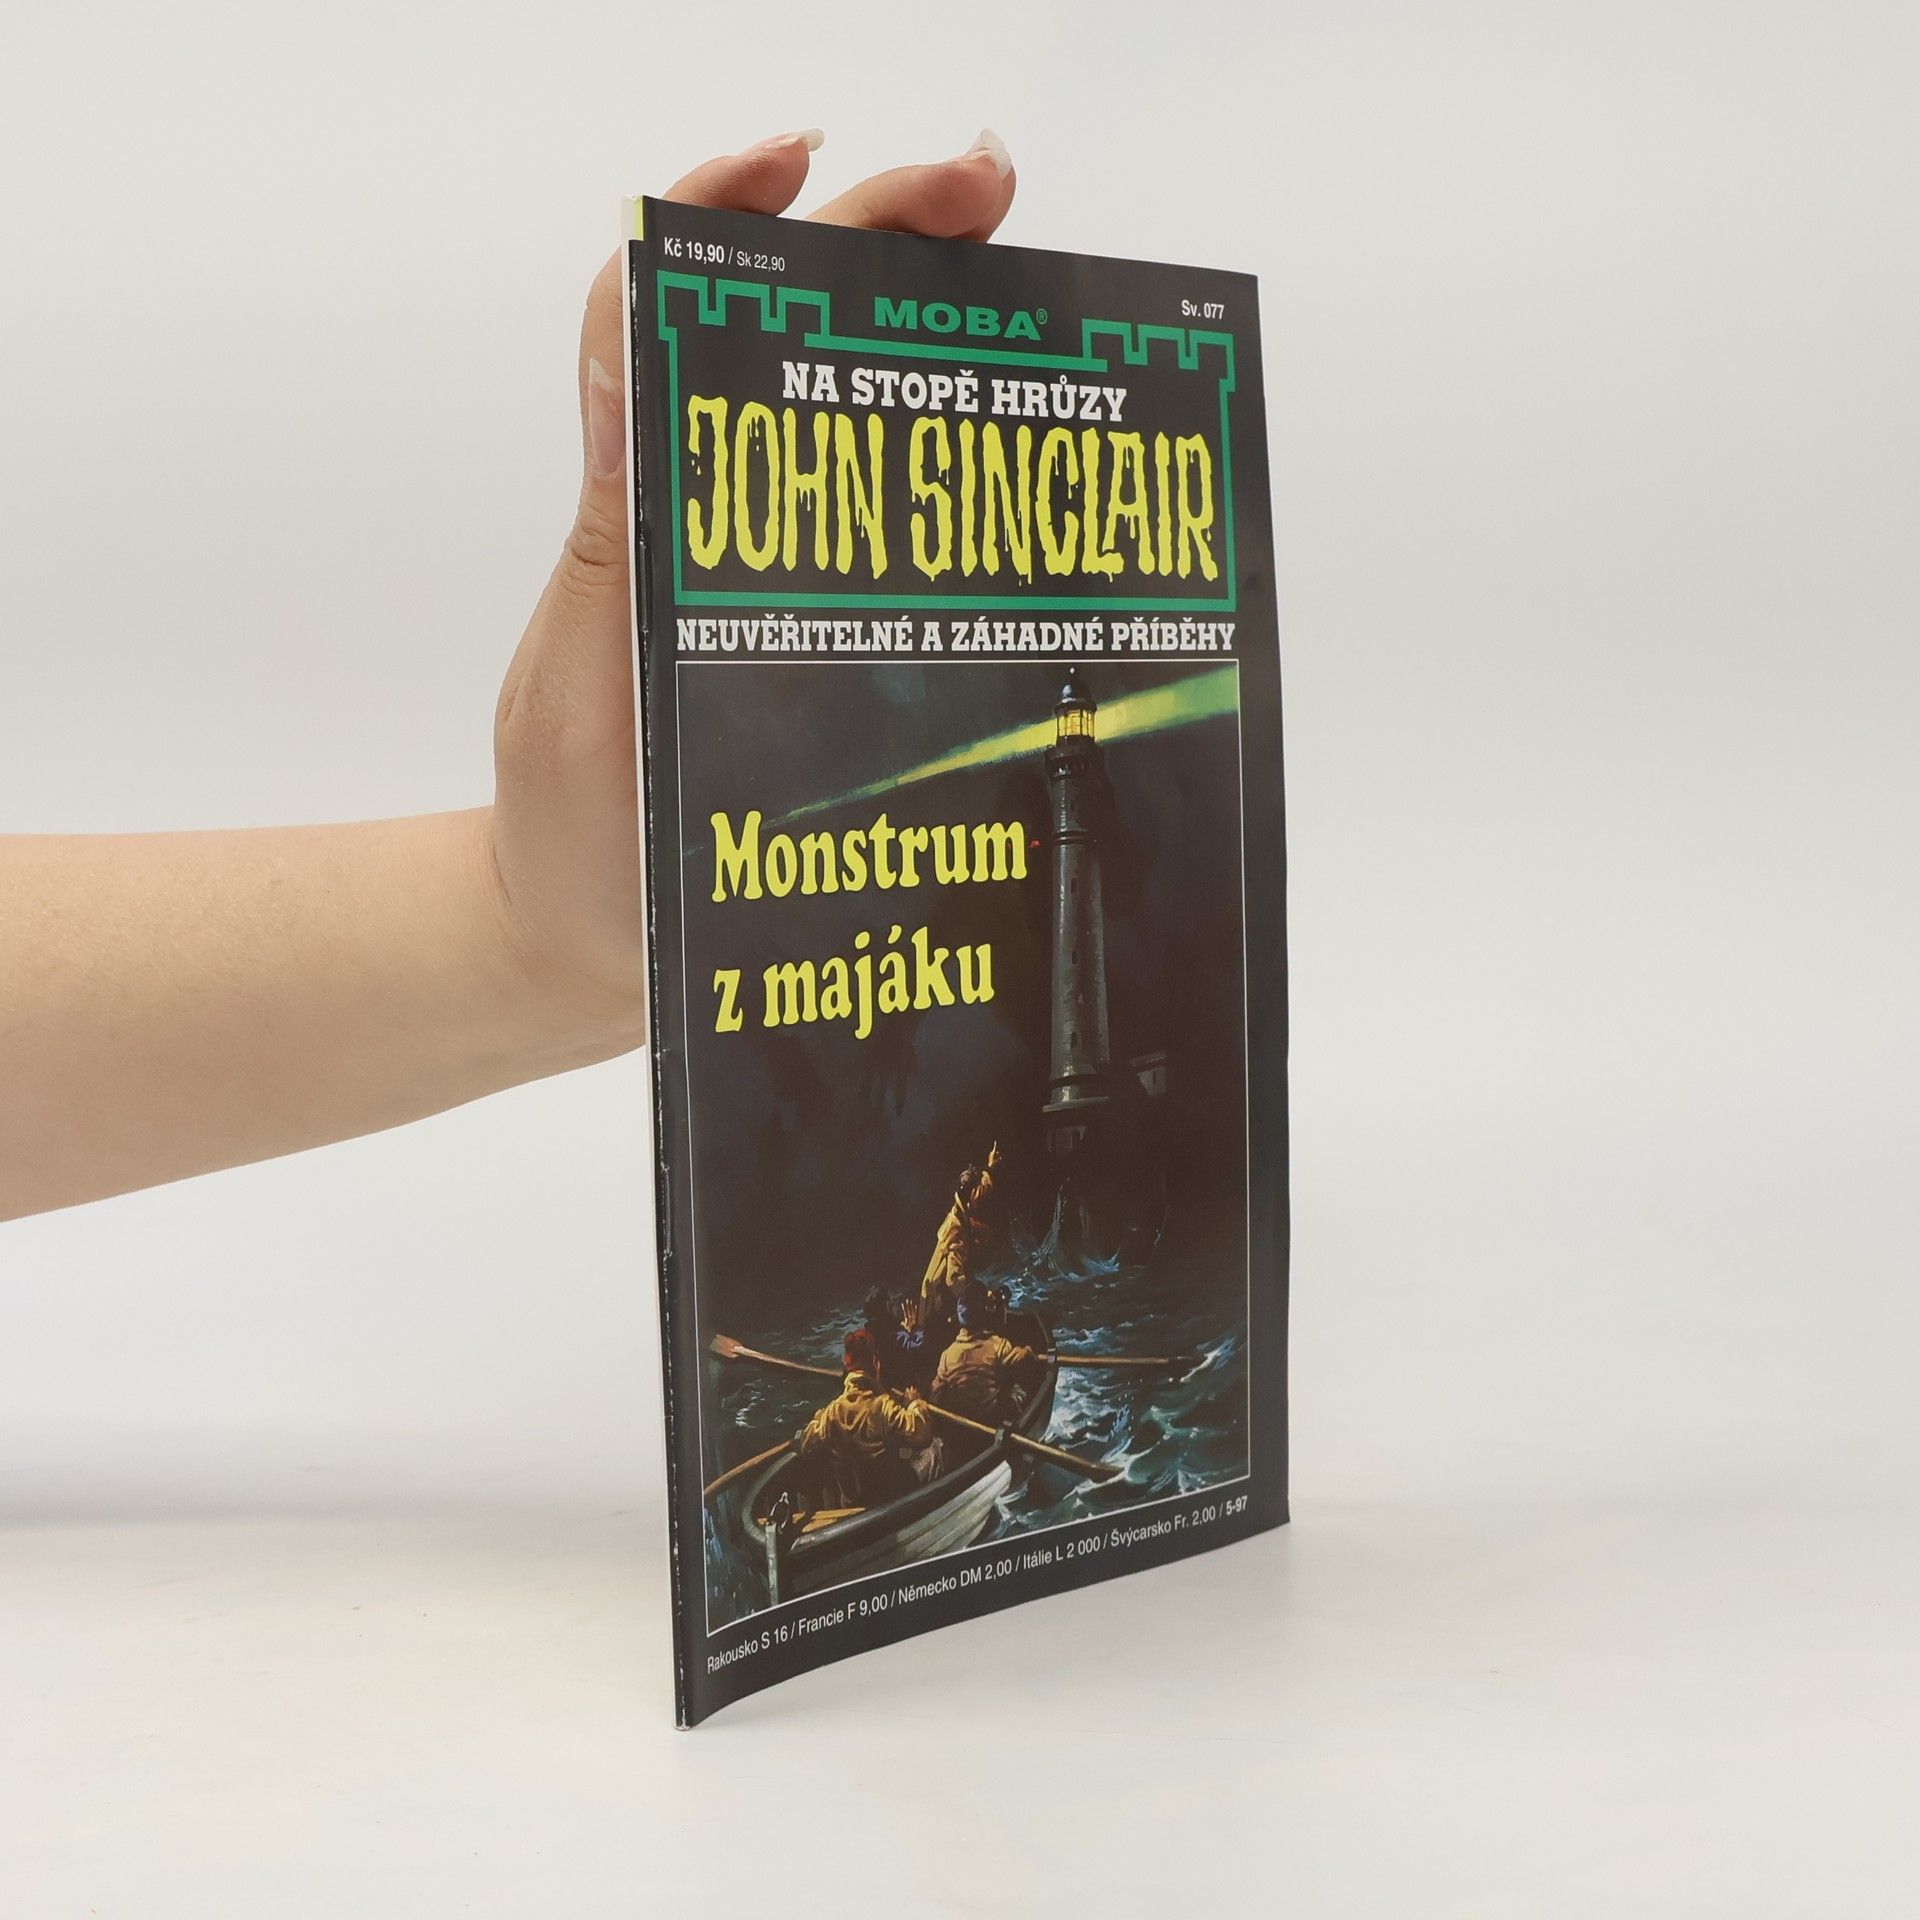 Kč 19,90 / Sk 22,90
MOBA®
Sv. 077
NA STOPĚ HRŮZY
JOHN SINCLAIR
NEUVĚŘITELNÉ A ZÁHADNÉ PŘÍBĚHY
Monstrum
z majáku
Rakousko S 16 / Francie F 9,00 / Německo DM 2,00 / Itálie L 2 000 / Švýcarsko Fr. 2,00 / 5-97